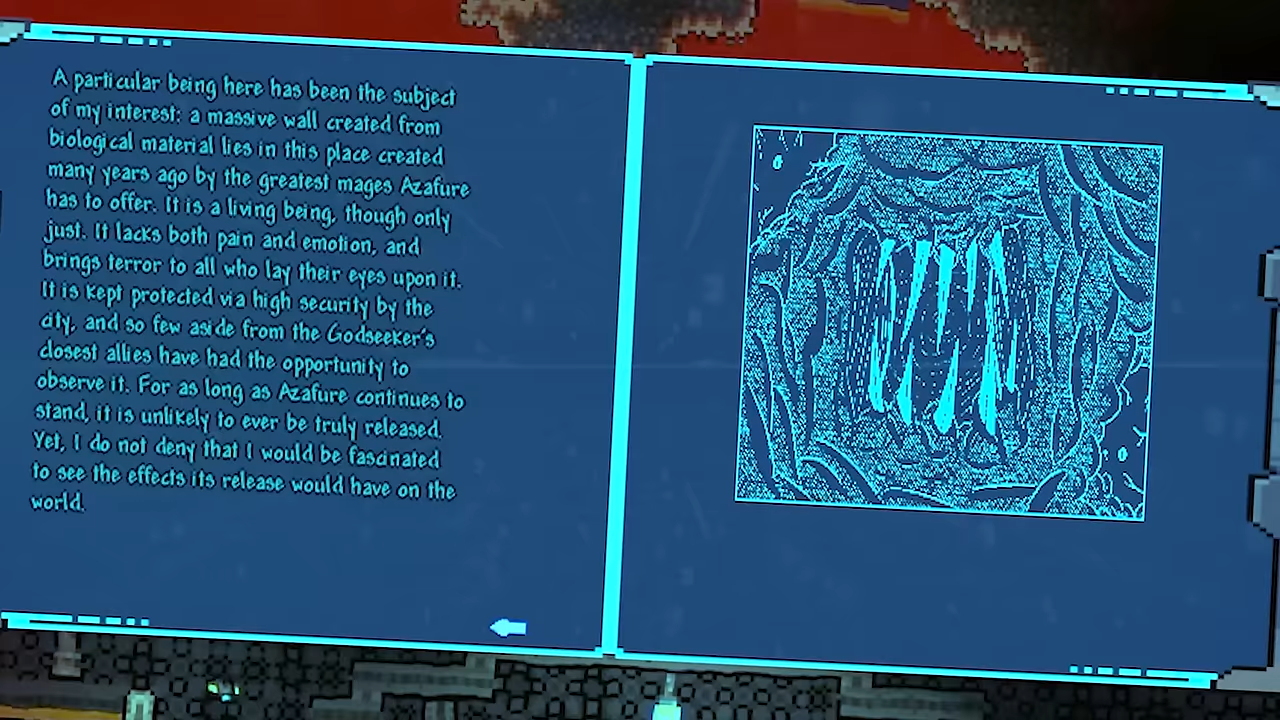 A particular being here has been the subject
of my interest: a massive wall created from
biological material lies in this place created
many years ago by the greatest mages Azafure
has to offer. It is a living being, though only
just. It lacks both pain and emotion, and
brings terror to all who lay their eyes upon it.
It is kept protected via high security by the
city, and so few aside from the Godseeker's
closest allies have had the opportunity to
observe it. For as long as Azafure continues to
stand, it is unlikely to ever be truly released.
Yet, I do not deny that I would be fascinated
to see the effects its release would have on the
world.